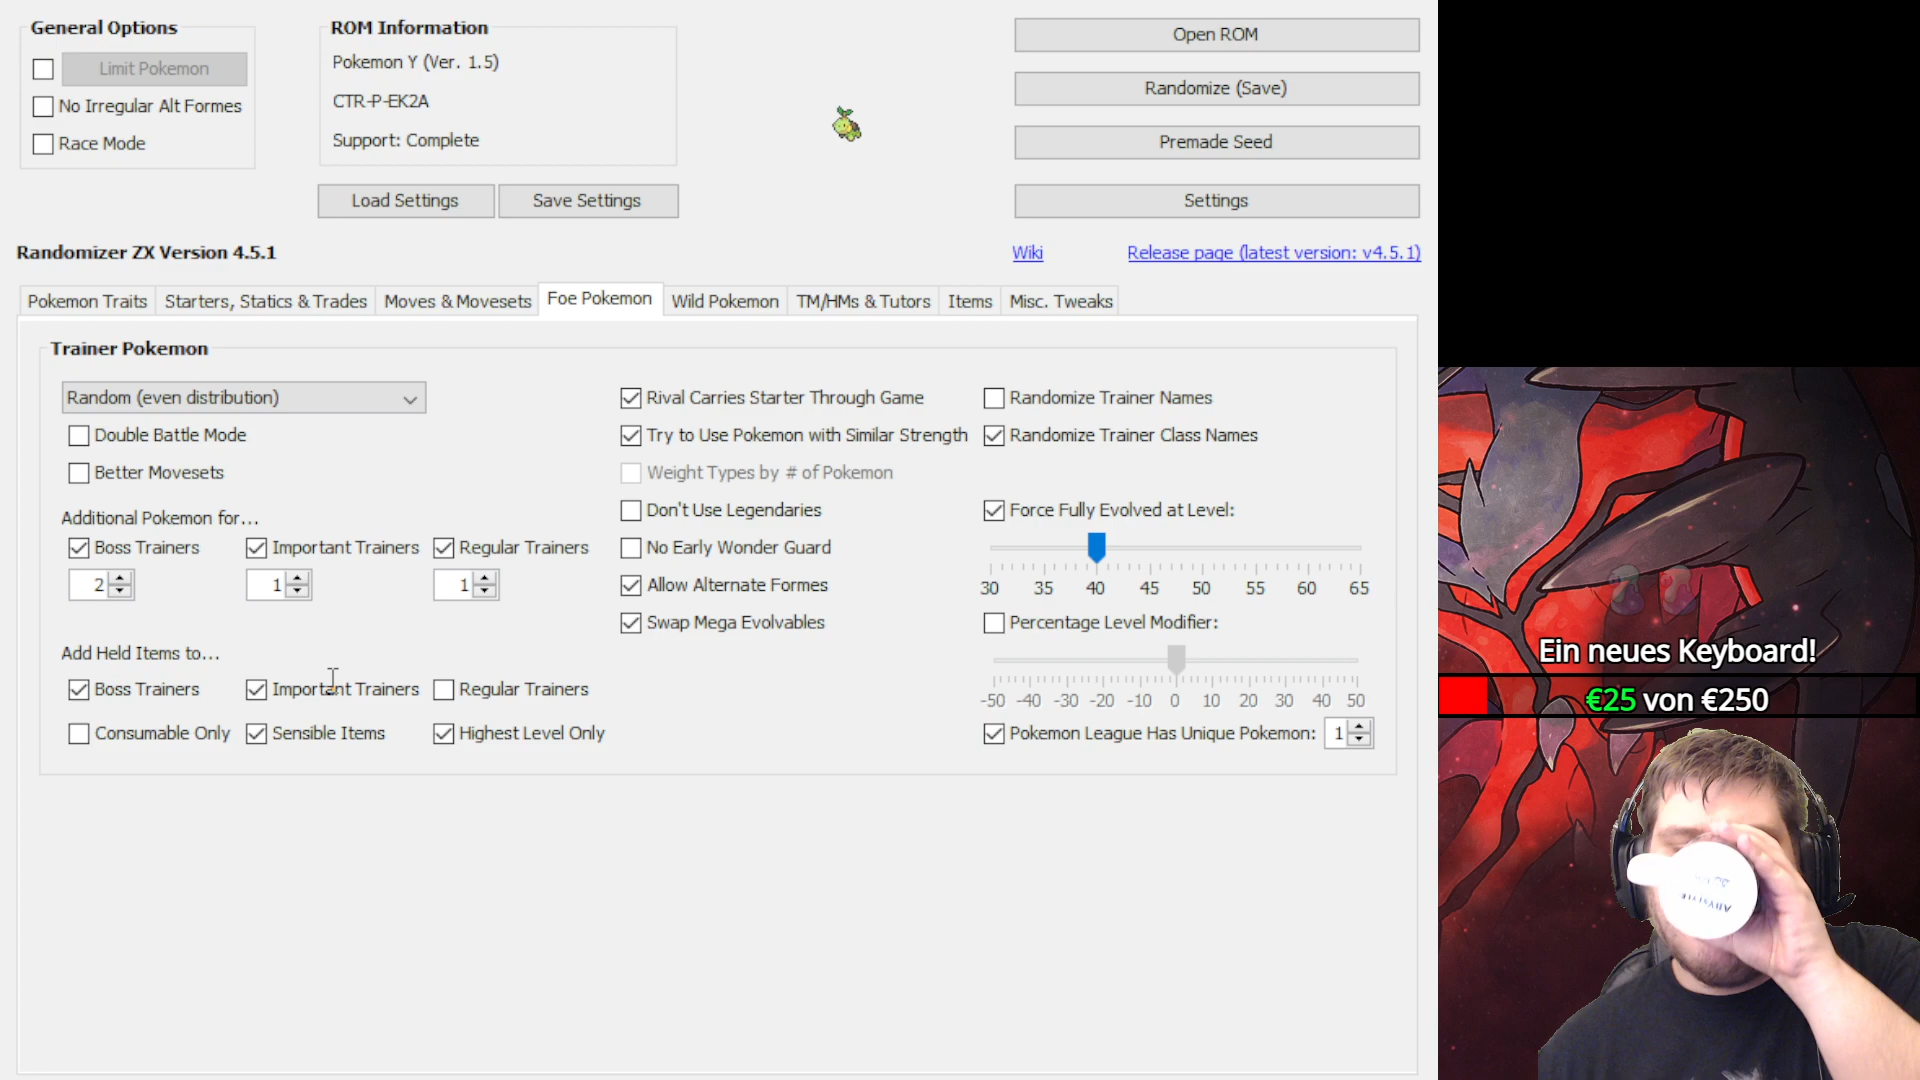 General Options
Limit Pokemon
No Irregular Alt Formes
Race Mode
ROM Information
Pokemon Y (Ver. 1.5)
CTR-P-EK2A
Support: Complete
Load Settings
Save Settings
Open ROM
Randomize (Save)
Premade Seed
Settings
Randomizer ZX Version 4.5.1
Wiki
Release page (latest version: v4.5.1)
Pokemon Traits
Starters, Statics & Trades
Moves & Movesets
Foe Pokemon
Wild Pokemon
TM/HMs & Tutors
Items
Misc. Tweaks
Trainer Pokemon
Random (even distribution)
Double Battle Mode
Better Movesets
Additional Pokemon for...
Boss Trainers
Important Trainers
Regular Trainers
2
1
1
Add Held Items to...
Boss Trainers
Important Trainers
Regular Trainers
Consumable Only
Sensible Items
Highest Level Only
Rival Carries Starter Through Game
Try to Use Pokemon with Similar Strength
Weight Types by # of Pokemon
Don't Use Legendaries
No Early Wonder Guard
Allow Alternate Formes
Swap Mega Evolvables
Randomize Trainer Names
Randomize Trainer Class Names
Force Fully Evolved at Level:
30 35 40 45 50 55 60 65
Percentage Level Modifier:
-50 -40 -30 -20 -10 0 10 20 30 40 50
Pokemon League Has Unique Pokemon: 1
Ein neues Keyboard!
€25 von €250
ABYSTYLE